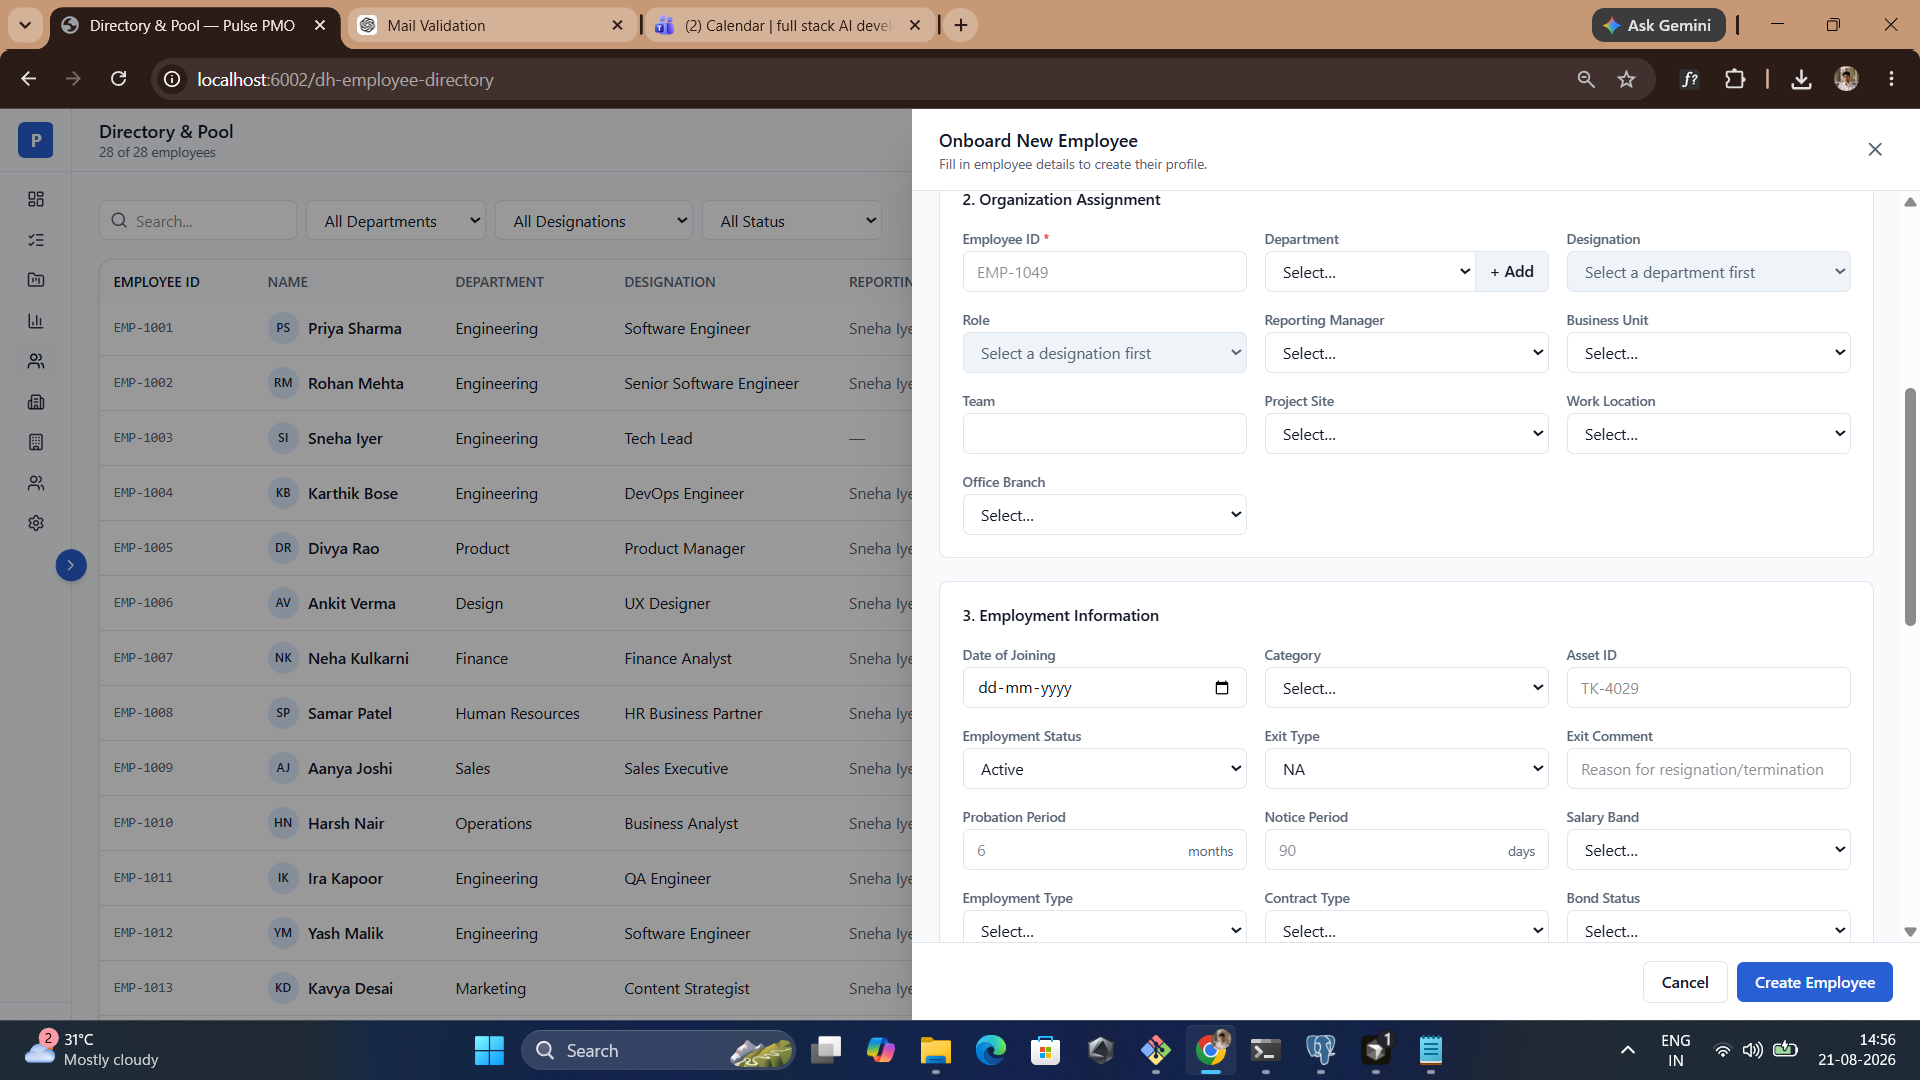 Directory & Pool — Pulse PMO
Mail Validation
(2) Calendar | full stack AI deve
Ask Gemini
localhost:6002/dh-employee-directory
f?
P
Directory & Pool
28 of 28 employees
Search...
All Departments
All Designations
All Status
EMPLOYEE ID NAME DEPARTMENT DESIGNATION REPORTIN
EMP-1001 PS Priya Sharma Engineering Software Engineer Sneha Iye
EMP-1002 RM Rohan Mehta Engineering Senior Software Engineer Sneha Iye
EMP-1003 SI Sneha Iyer Engineering Tech Lead —
EMP-1004 KB Karthik Bose Engineering DevOps Engineer Sneha Iye
EMP-1005 DR Divya Rao Product Product Manager Sneha Iye
EMP-1006 AV Ankit Verma Design UX Designer Sneha Iye
EMP-1007 NK Neha Kulkarni Finance Finance Analyst Sneha Iye
EMP-1008 SP Samar Patel Human Resources HR Business Partner Sneha Iye
EMP-1009 AJ Aanya Joshi Sales Sales Executive Sneha Iye
EMP-1010 HN Harsh Nair Operations Business Analyst Sneha Iye
EMP-1011 IK Ira Kapoor Engineering QA Engineer Sneha Iye
EMP-1012 YM Yash Malik Engineering Software Engineer Sneha Iye
EMP-1013 KD Kavya Desai Marketing Content Strategist Sneha Iye
Onboard New Employee
Fill in employee details to create their profile.
2. Organization Assignment
Employee ID * Department Designation
EMP-1049 Select... + Add Select a department first
Role Reporting Manager Business Unit
Select a designation first Select... Select...
Team Project Site Work Location
Select... Select...
Office Branch
Select...
3. Employment Information
Date of Joining Category Asset ID
dd-mm-yyyy Select... TK-4029
Employment Status Exit Type Exit Comment
Active NA Reason for resignation/termination
Probation Period Notice Period Salary Band
6 months 90 days Select...
Employment Type Contract Type Bond Status
Select... Select... Select...
Cancel Create Employee
2
31°C
Mostly cloudy
Search
1
ENG
IN
14:56
21-08-2026